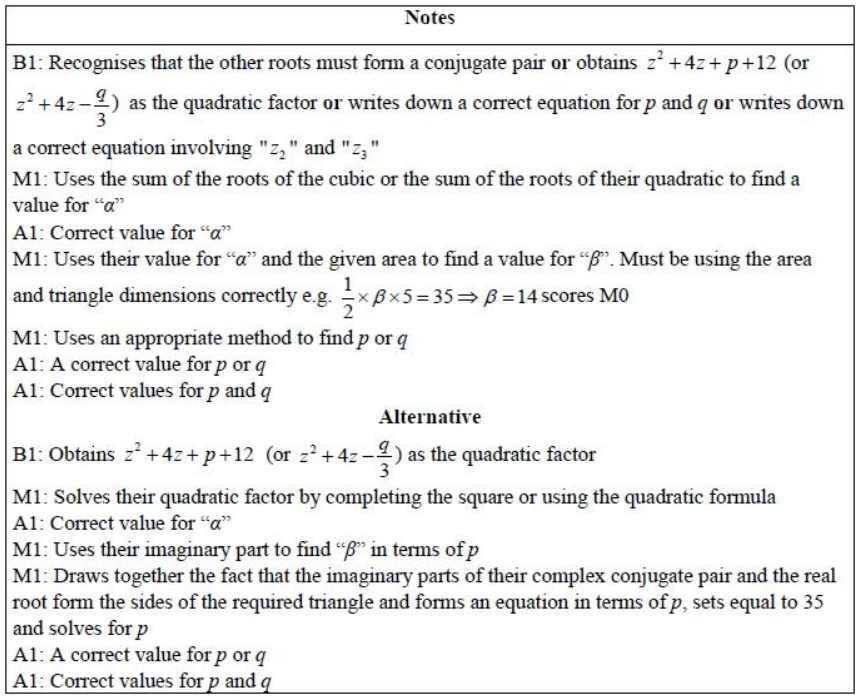 Notes
B1: Recognises that the other roots must form a conjugate pair or obtains z² + 4z + p + 12 (or
z² + 4z − q/3) as the quadratic factor or writes down a correct equation for p and q or writes down
a correct equation involving "z₂" and "z₃"
M1: Uses the sum of the roots of the cubic or the sum of the roots of their quadratic to find a
value for “α”
A1: Correct value for “α”
M1: Uses their value for “α” and the given area to find a value for “β”. Must be using the area
and triangle dimensions correctly e.g. 1/2 × β × 5 = 35 ⇒ β = 14 scores M0
M1: Uses an appropriate method to find p or q
A1: A correct value for p or q
A1: Correct values for p and q
Alternative
B1: Obtains z² + 4z + p + 12 (or z² + 4z − q/3) as the quadratic factor
M1: Solves their quadratic factor by completing the square or using the quadratic formula
A1: Correct value for “α”
M1: Uses their imaginary part to find “β” in terms of p
M1: Draws together the fact that the imaginary parts of their complex conjugate pair and the real
root form the sides of the required triangle and forms an equation in terms of p, sets equal to 35
and solves for p
A1: A correct value for p or q
A1: Correct values for p and q